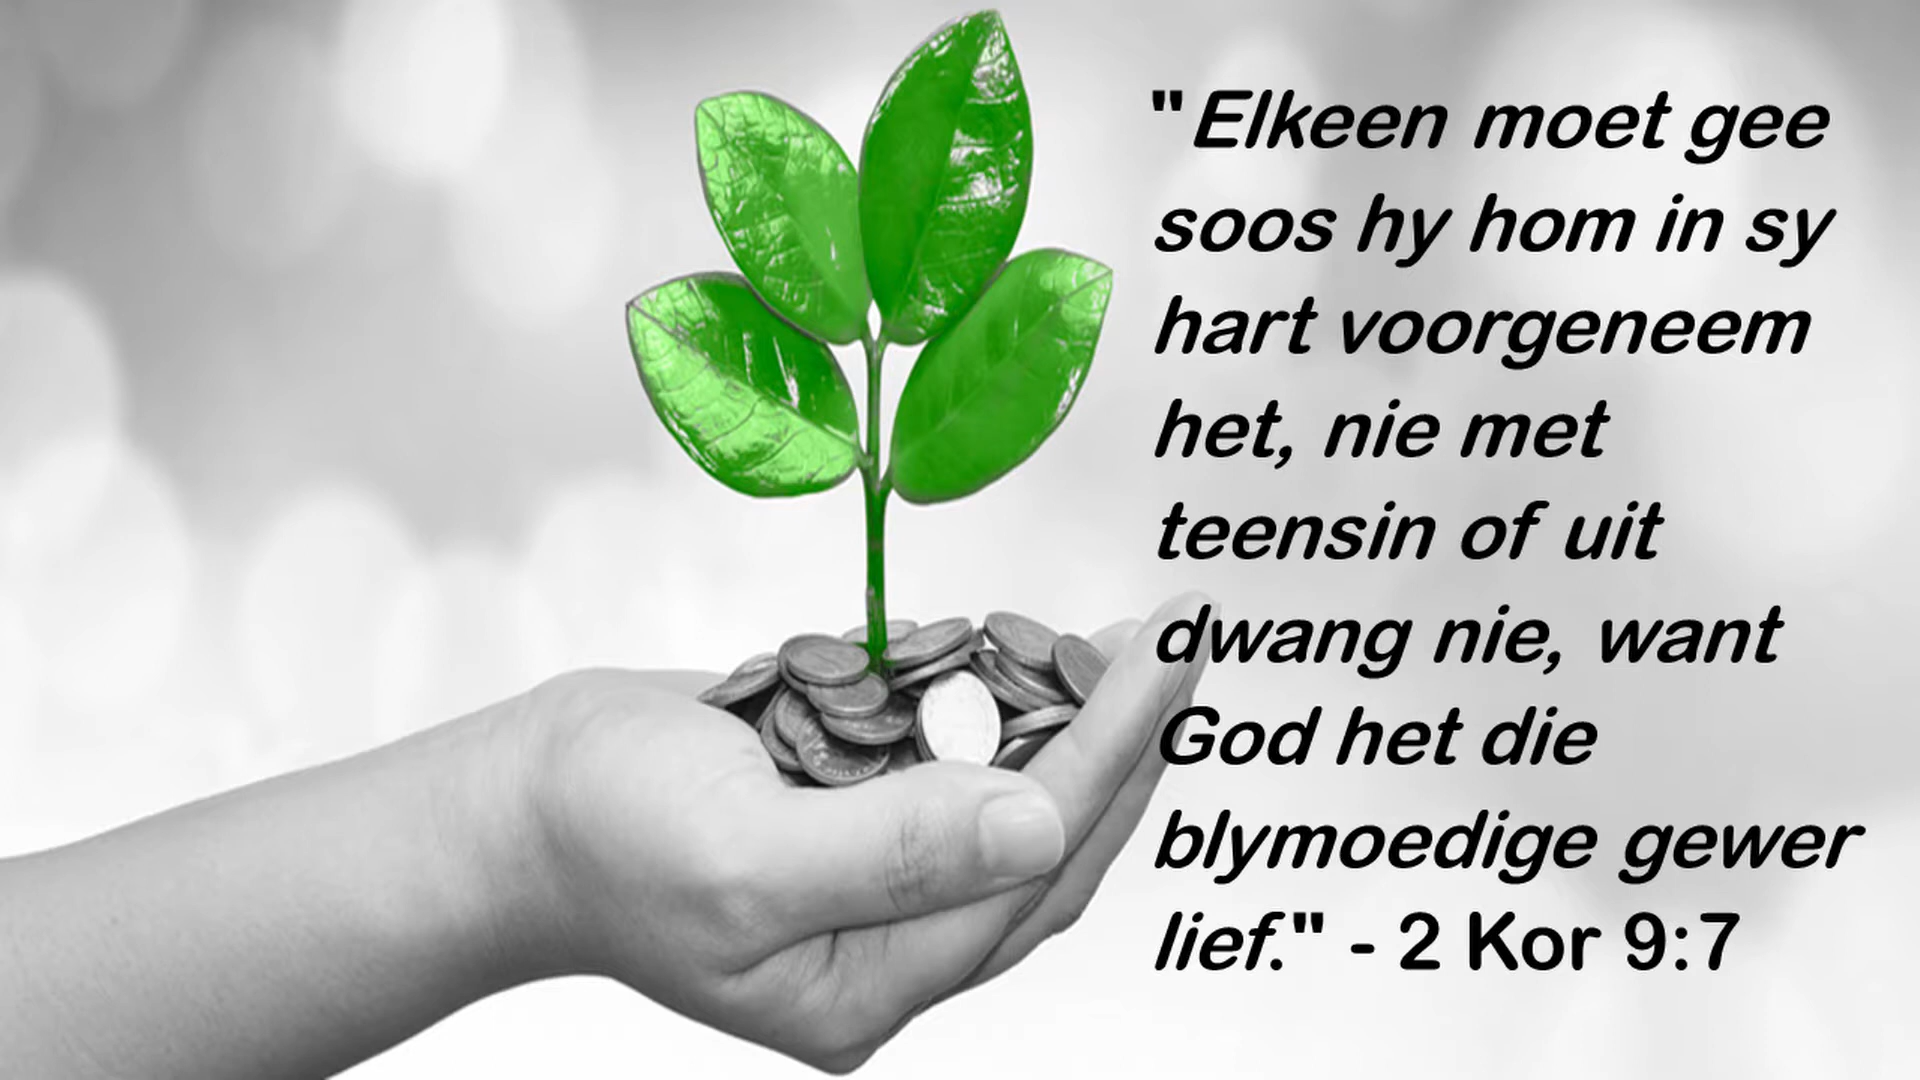 "Elkeen moet gee
soos hy hom in sy
hart voorgeneem
het, nie met
teensin of uit
dwang nie, want
God het die
blymoedige gewer
lief." - 2 Kor 9:7